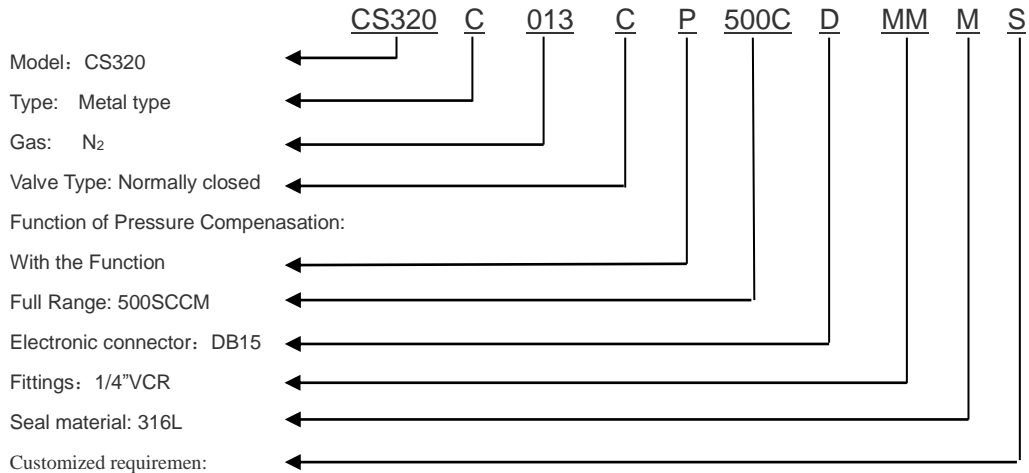 CS320 C 013 C P 500C D MM M S
Model：CS320
Type: Metal type
Gas: N₂
Valve Type: Normally closed
Function of Pressure Compenasation:
With the Function
Full Range: 500SCCM
Electronic connector：DB15
Fittings：1/4”VCR
Seal material: 316L
Customized requiremen: